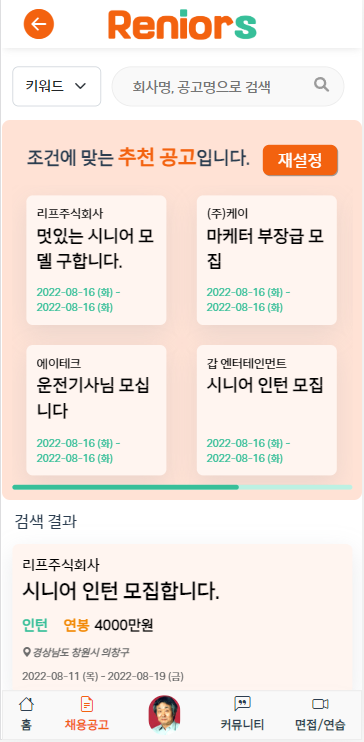 Reniors
키워드
회사명, 공고명으로 검색
조건에 맞는 추천 공고입니다.
재설정
리프주식회사
멋있는 시니어 모
델 구합니다.
2022-08-16 (화) -
2022-08-16 (화)
(주)케이
마케터 부장급 모
집
2022-08-16 (화) -
2022-08-16 (화)
에이테크
운전기사님 모십
니다
2022-08-16 (화) -
2022-08-16 (화)
갑 엔터테인먼트
시니어 인턴 모집
2022-08-16 (화) -
2022-08-16 (화)
검색 결과
리프주식회사
시니어 인턴 모집합니다.
인턴 연봉 4000만원
경상남도 창원시 의창구
2022-08-11 (목) - 2022-08-19 (금)
홈
채용공고
커뮤니티
면접/연습